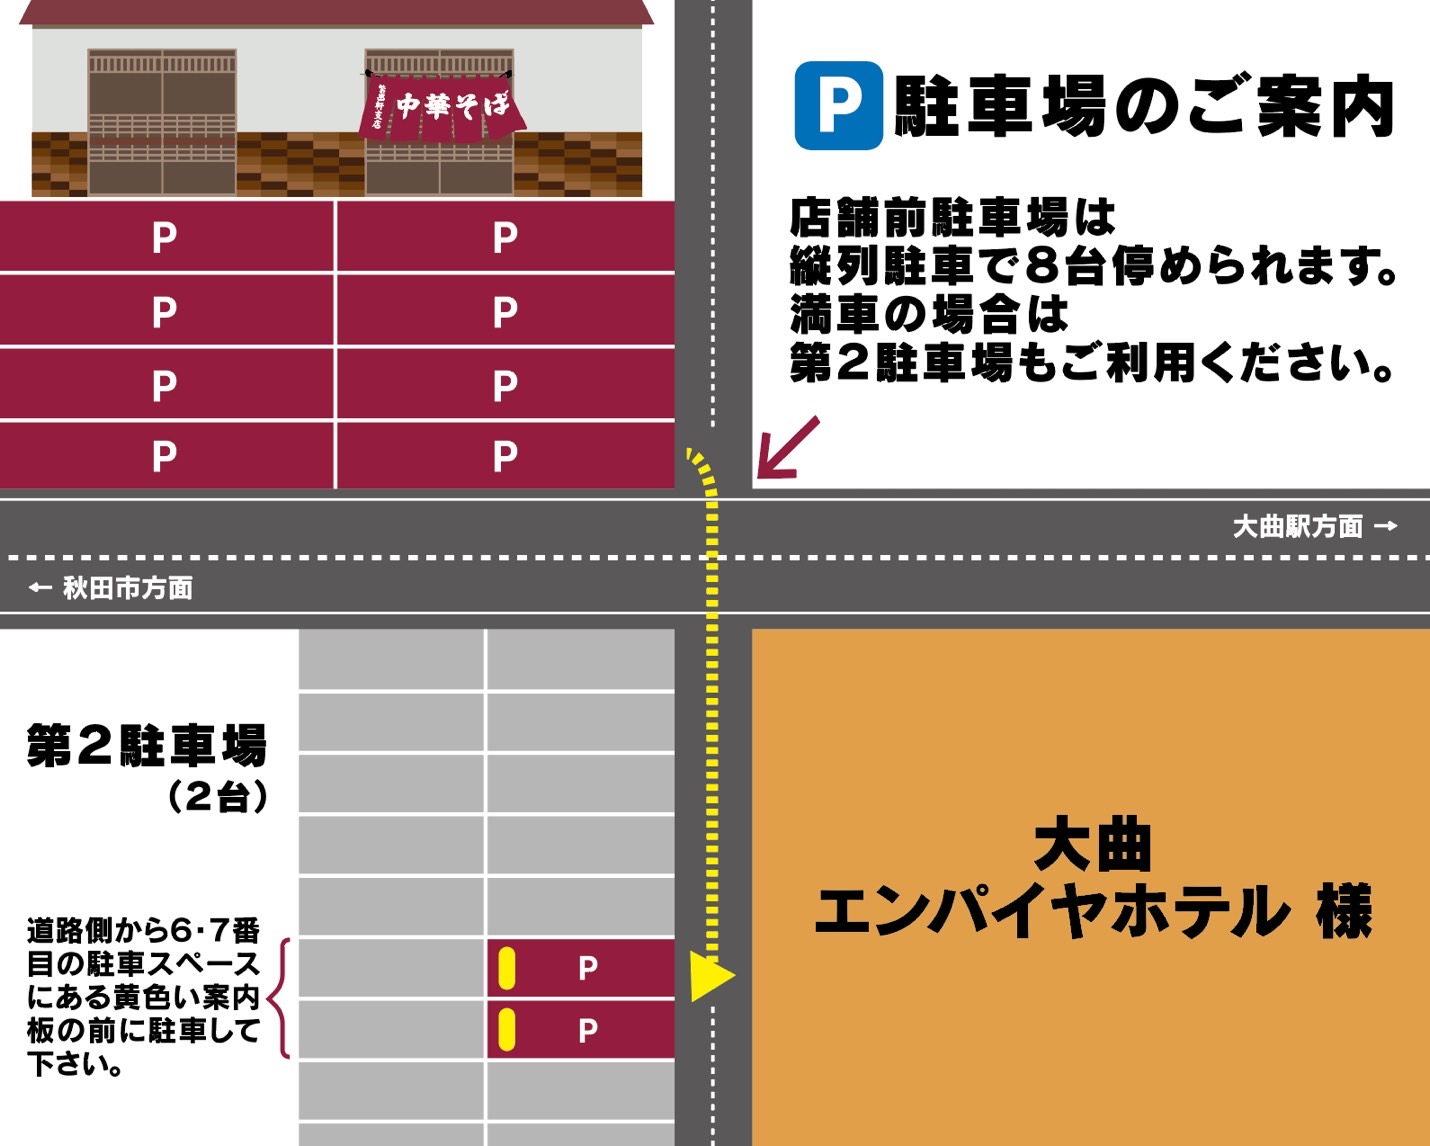 中華そば
P駐車場のご案内
店舗前駐車場は
縦列駐車で8台停められます。
満車の場合は
第2駐車場もご利用ください。
P P
P P
P P
P P
大曲駅方面 →
← 秋田市方面
第2駐車場
(2台)
道路側から6・7番
目の駐車スペース
にある黄色い案内
板の前に駐車して
下さい。
P
P
大曲
エンパイヤホテル 様